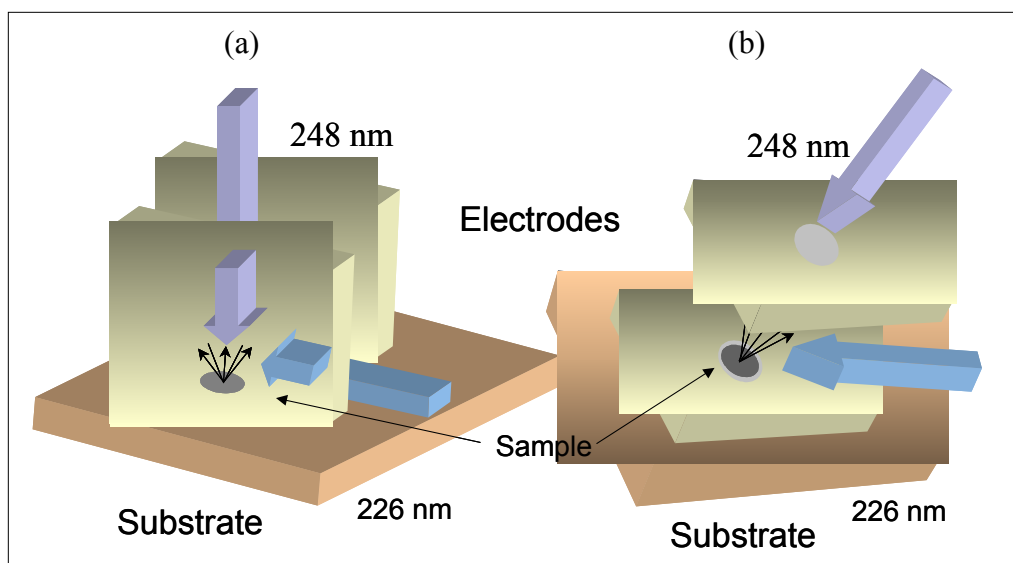 (a)
(b)
248 nm
248 nm
Electrodes
Sample
226 nm
226 nm
Substrate
Substrate